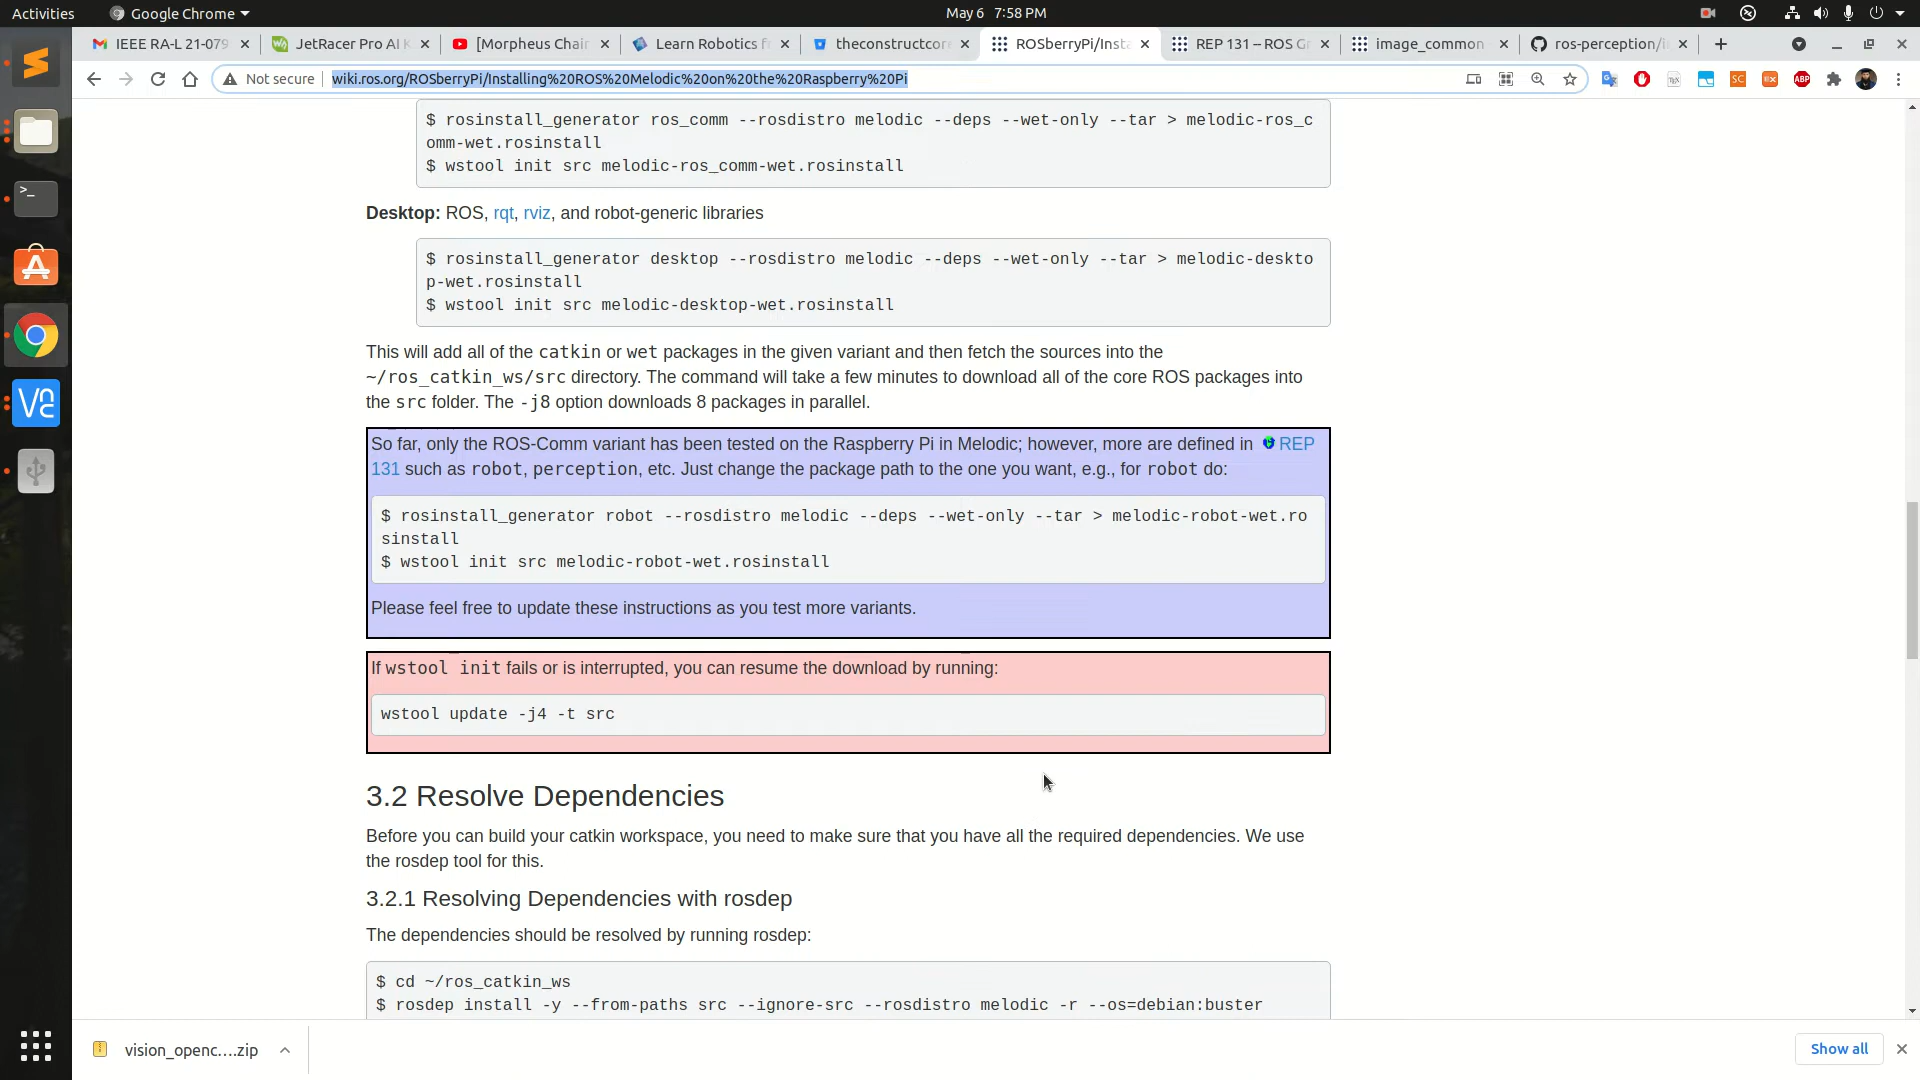 Activities
Google Chrome
May 6 7:58 PM
IEEE RA-L 21-079
JetRacer Pro AI K
[Morpheus Chair
Learn Robotics f
theconstructcore
ROSberryPi/Insta
REP 131 -- ROS G
image_common
ros-perception/i
Not secure
wiki.ros.org/ROSberryPi/Installing%20ROS%20Melodic%20on%20the%20Raspberry%20Pi
$ rosinstall_generator ros_comm --rosdistro melodic --deps --wet-only --tar > melodic-ros_c
omm-wet.rosinstall
$ wstool init src melodic-ros_comm-wet.rosinstall
Desktop: ROS, rqt, rviz, and robot-generic libraries
$ rosinstall_generator desktop --rosdistro melodic --deps --wet-only --tar > melodic-deskto
p-wet.rosinstall
$ wstool init src melodic-desktop-wet.rosinstall
This will add all of the catkin or wet packages in the given variant and then fetch the sources into the
~/ros_catkin_ws/src directory. The command will take a few minutes to download all of the core ROS packages into
the src folder. The -j8 option downloads 8 packages in parallel.
So far, only the ROS-Comm variant has been tested on the Raspberry Pi in Melodic; however, more are defined in REP
131 such as robot, perception, etc. Just change the package path to the one you want, e.g., for robot do:
$ rosinstall_generator robot --rosdistro melodic --deps --wet-only --tar > melodic-robot-wet.ro
sinstall
$ wstool init src melodic-robot-wet.rosinstall
Please feel free to update these instructions as you test more variants.
If wstool init fails or is interrupted, you can resume the download by running:
wstool update -j4 -t src
3.2 Resolve Dependencies
Before you can build your catkin workspace, you need to make sure that you have all the required dependencies. We use
the rosdep tool for this.
3.2.1 Resolving Dependencies with rosdep
The dependencies should be resolved by running rosdep:
$ cd ~/ros_catkin_ws
$ rosdep install -y --from-paths src --ignore-src --rosdistro melodic -r --os=debian:buster
vision_openc....zip
Show all